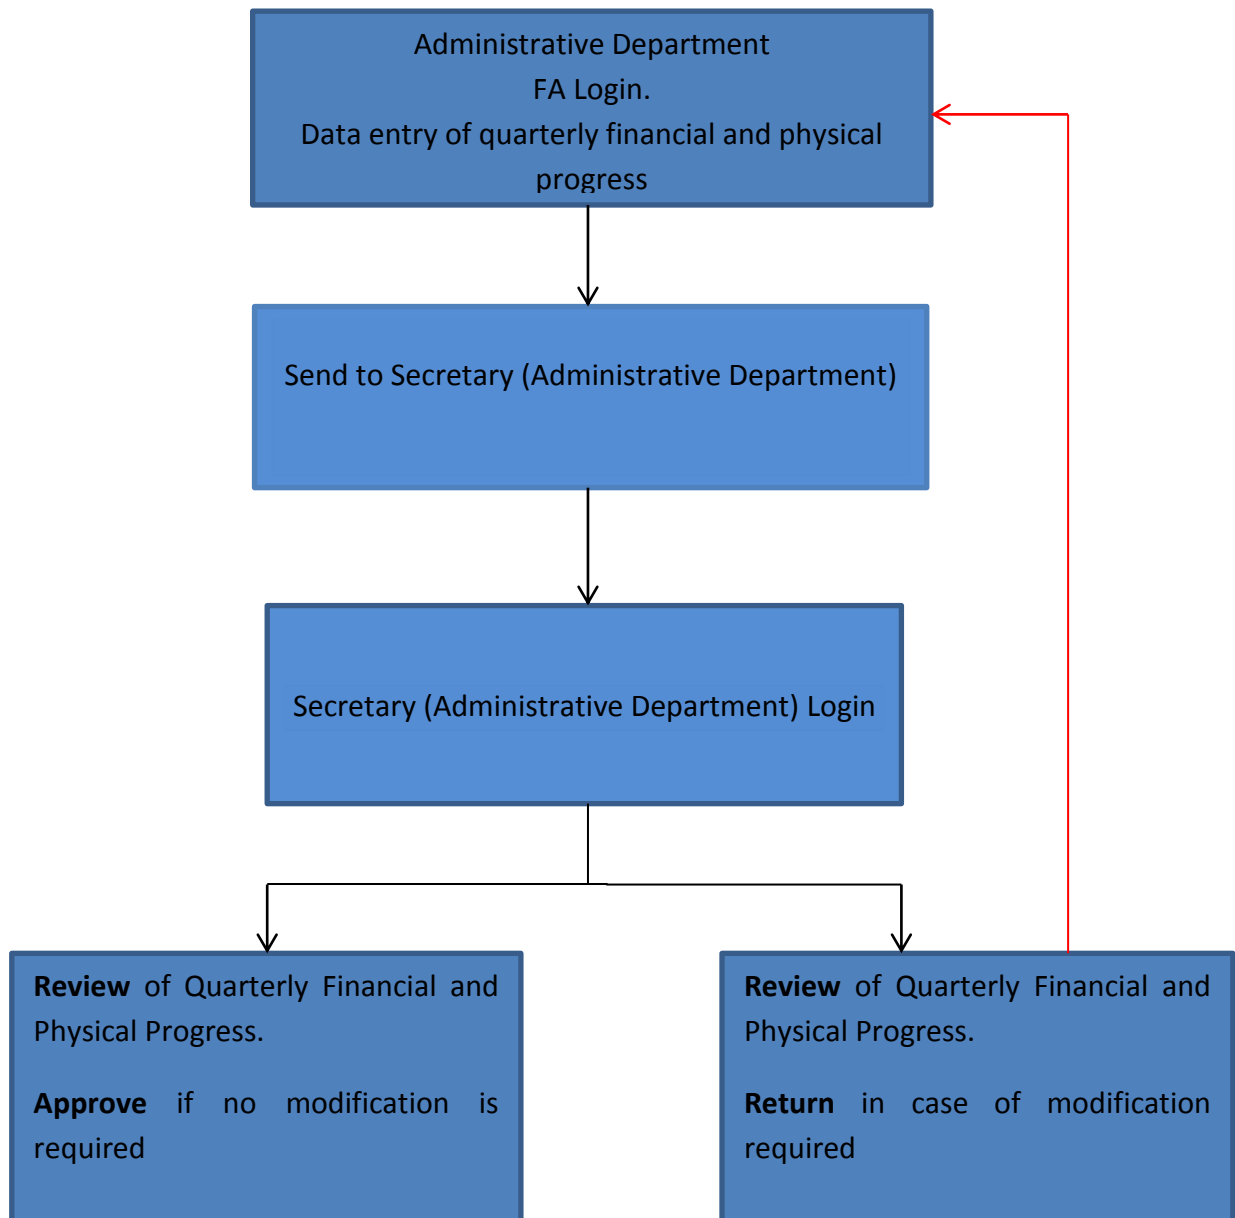 Administrative Department
FA Login.
Data entry of quarterly financial and physical
progress
Send to Secretary (Administrative Department)
Secretary (Administrative Department) Login
Review of Quarterly Financial and
Physical Progress.
Approve if no modification is
required
Review of Quarterly Financial and
Physical Progress.
Return in case of modification
required